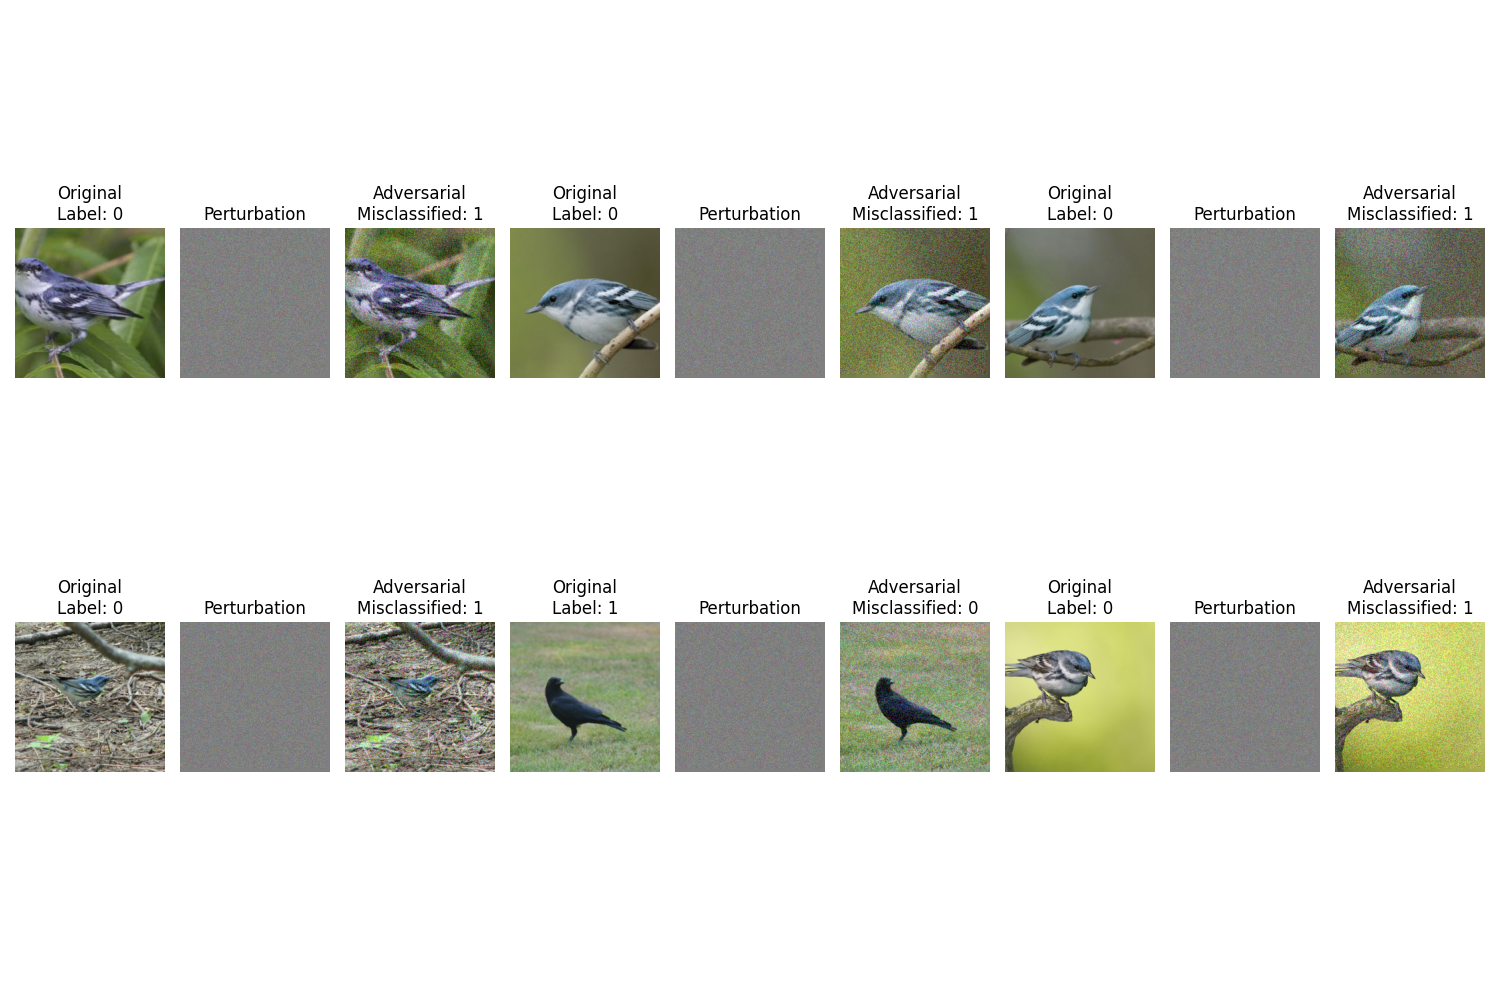 Original
Label: 0
Perturbation
Adversarial
Misclassified: 1
Original
Label: 0
Perturbation
Adversarial
Misclassified: 1
Original
Label: 0
Perturbation
Adversarial
Misclassified: 1
Original
Label: 0
Perturbation
Adversarial
Misclassified: 1
Original
Label: 1
Perturbation
Adversarial
Misclassified: 0
Original
Label: 0
Perturbation
Adversarial
Misclassified: 1